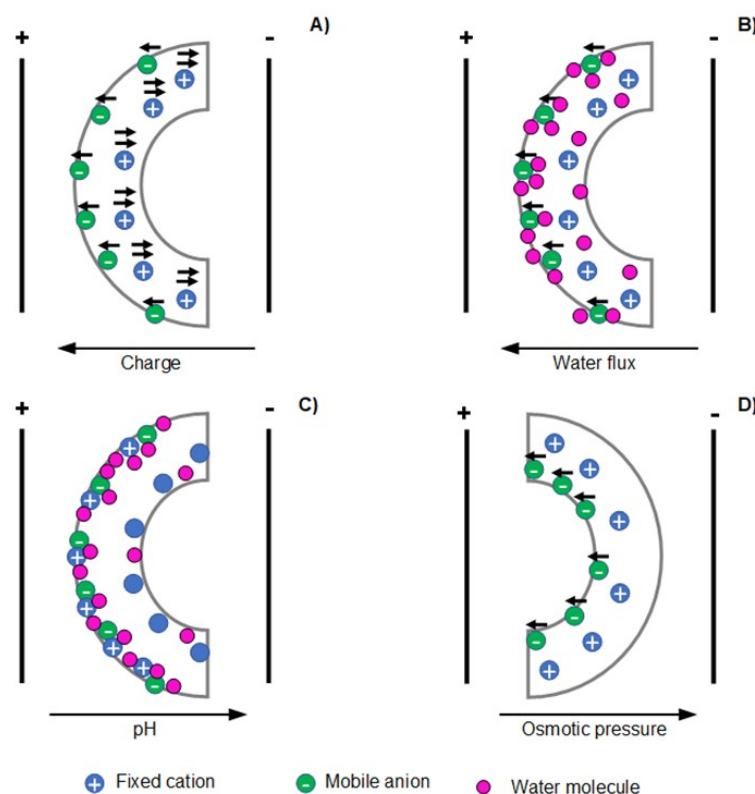 + - A)
Charge
+ - B)
Water flux
+ - C)
pH
+ - D)
Osmotic pressure
Fixed cation
Mobile anion
Water molecule